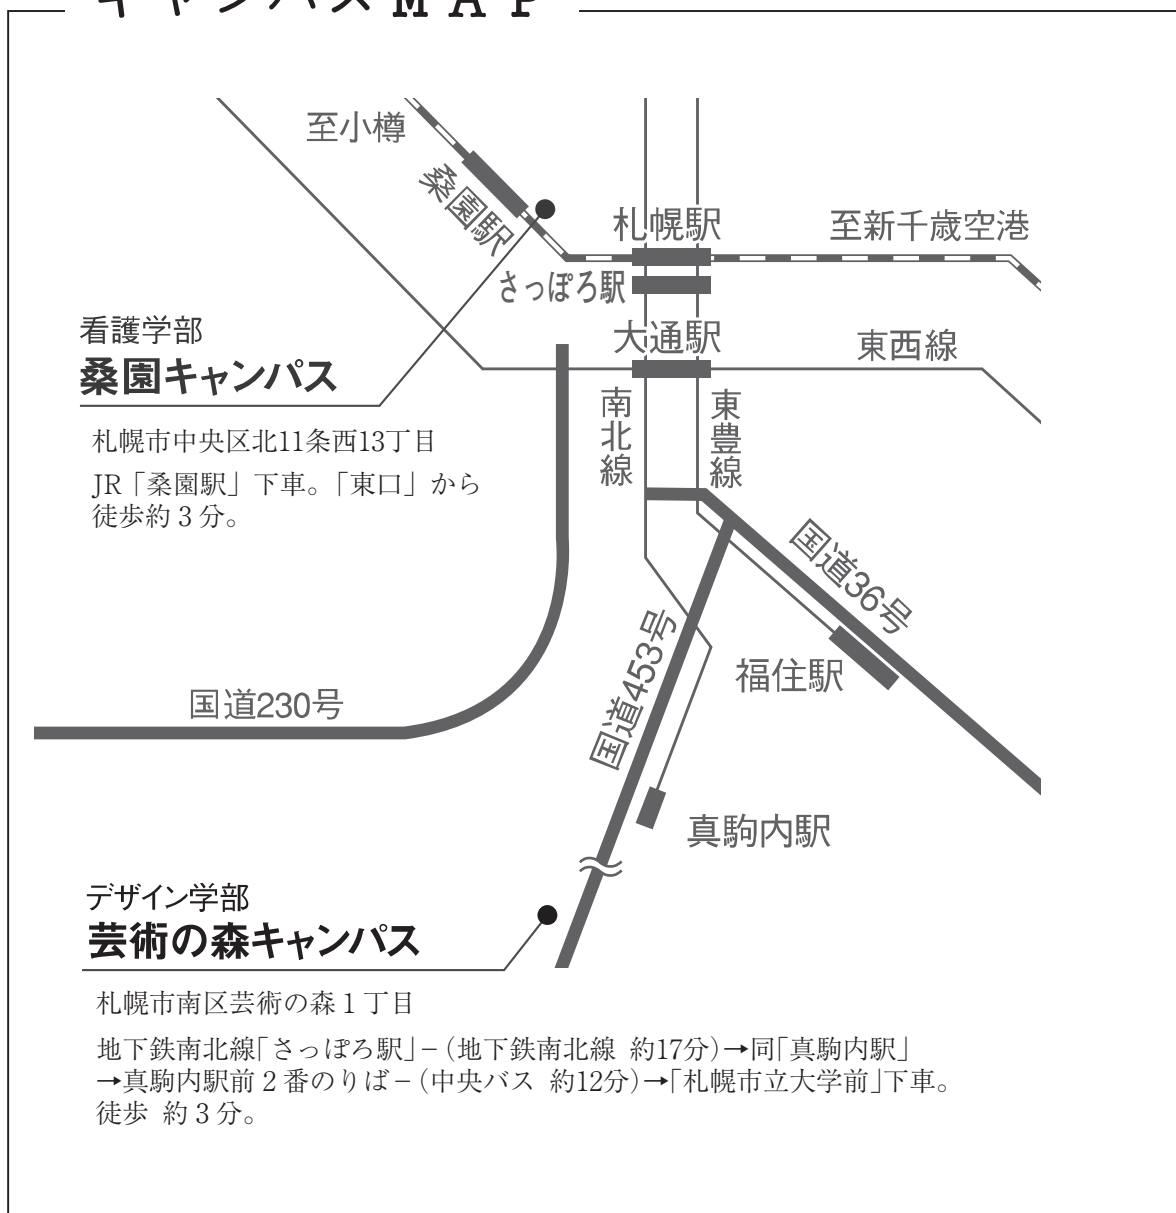 キャンパスMAP
至小樽
桑園駅
札幌駅
至新千歳空港
さっぽろ駅
大通駅
東西線
看護学部
桑園キャンパス
札幌市中央区北11条西13丁目
JR「桑園駅」下車。「東口」から
徒歩約3分。
南北線
東豊線
国道36号
国道453号
福住駅
国道230号
真駒内駅
デザイン学部
芸術の森キャンパス
札幌市南区芸術の森1丁目
地下鉄南北線「さっぽろ駅」−(地下鉄南北線 約17分)→同「真駒内駅」
→真駒内駅前2番のりば−(中央バス 約12分)→「札幌市立大学前」下車。
徒歩 約3分。